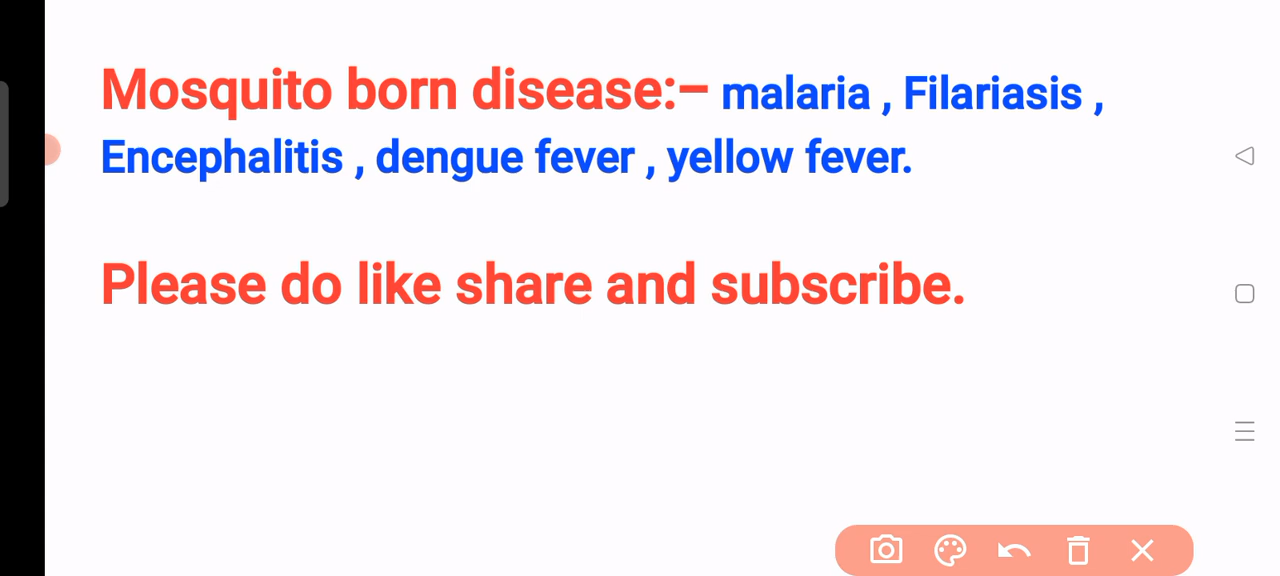 Mosquito born disease:– malaria , Filariasis ,
Encephalitis , dengue fever , yellow fever.
Please do like share and subscribe.